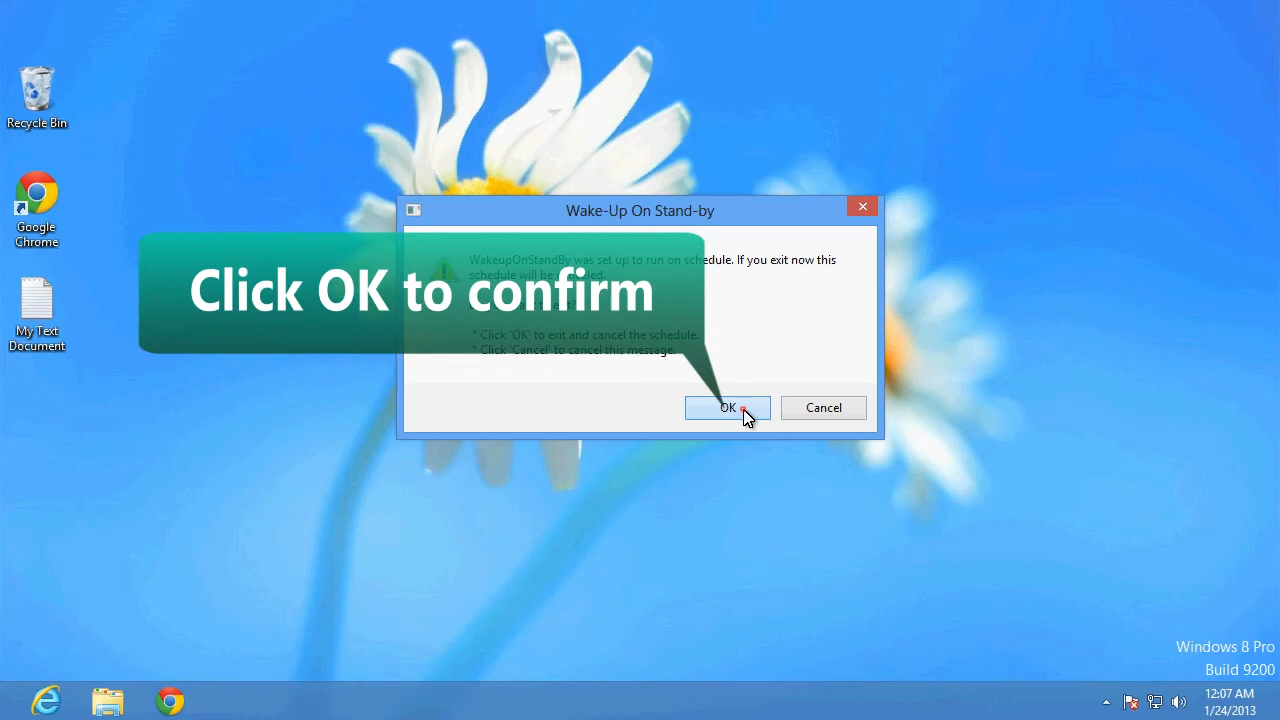 Recycle Bin
Google
Chrome
My Text
Document
Wake-Up On Stand-by
WakeupOnStandBy was set up to run on schedule. If you exit now this
schedule will be
Click OK to confirm
* Click 'OK' to exit and cancel the schedule.
* Click 'Cancel' to cancel this message.
OK
Cancel
Windows 8 Pro
Build 9200
12:07 AM
1/24/2013